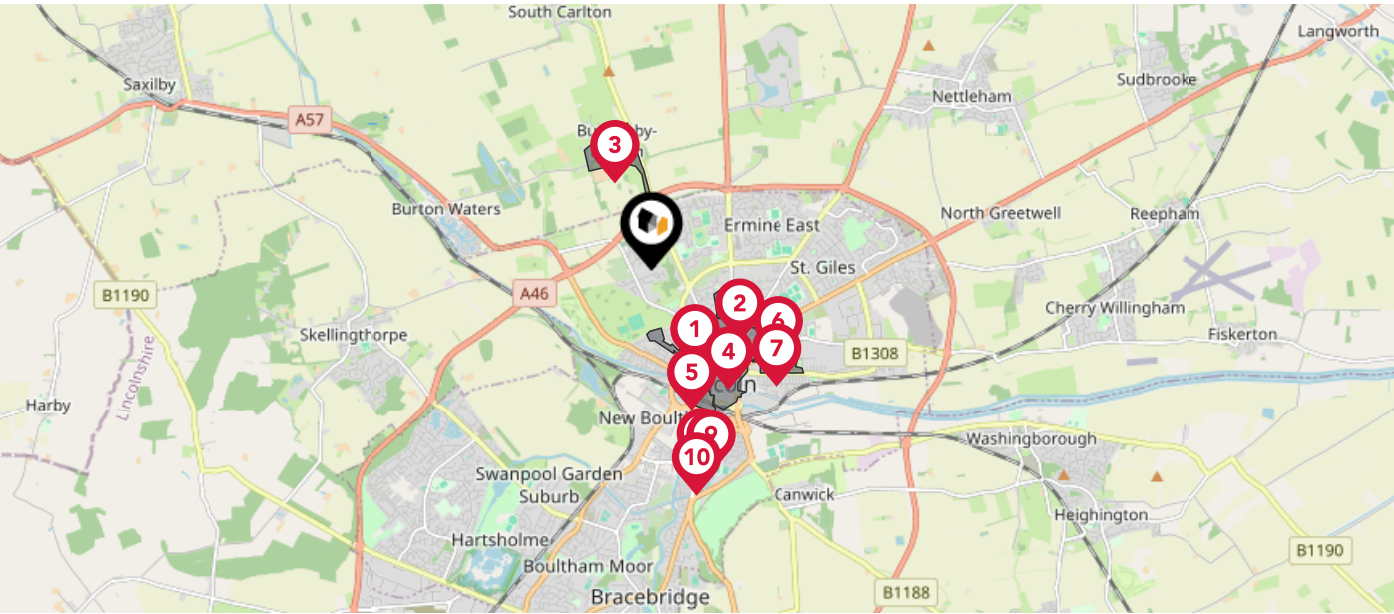 South Carlton
Langworth
Saxilby
Sudbrooke
Nettleham
A57
3
Burton Waters
North Greetwell
Reepham
Ermine East
St. Giles
A46
B1190
2
Cherry Willingham
1
6
Skellingthorpe
Fiskerton
4
7
B1308
5
Lincolnshire
Harby
New
9
Washingborough
10
Swanpool Garden
Suburb
Canwick
Heighington
Hartsholme
B1190
Boultham Moor
B1188
Bracebridge